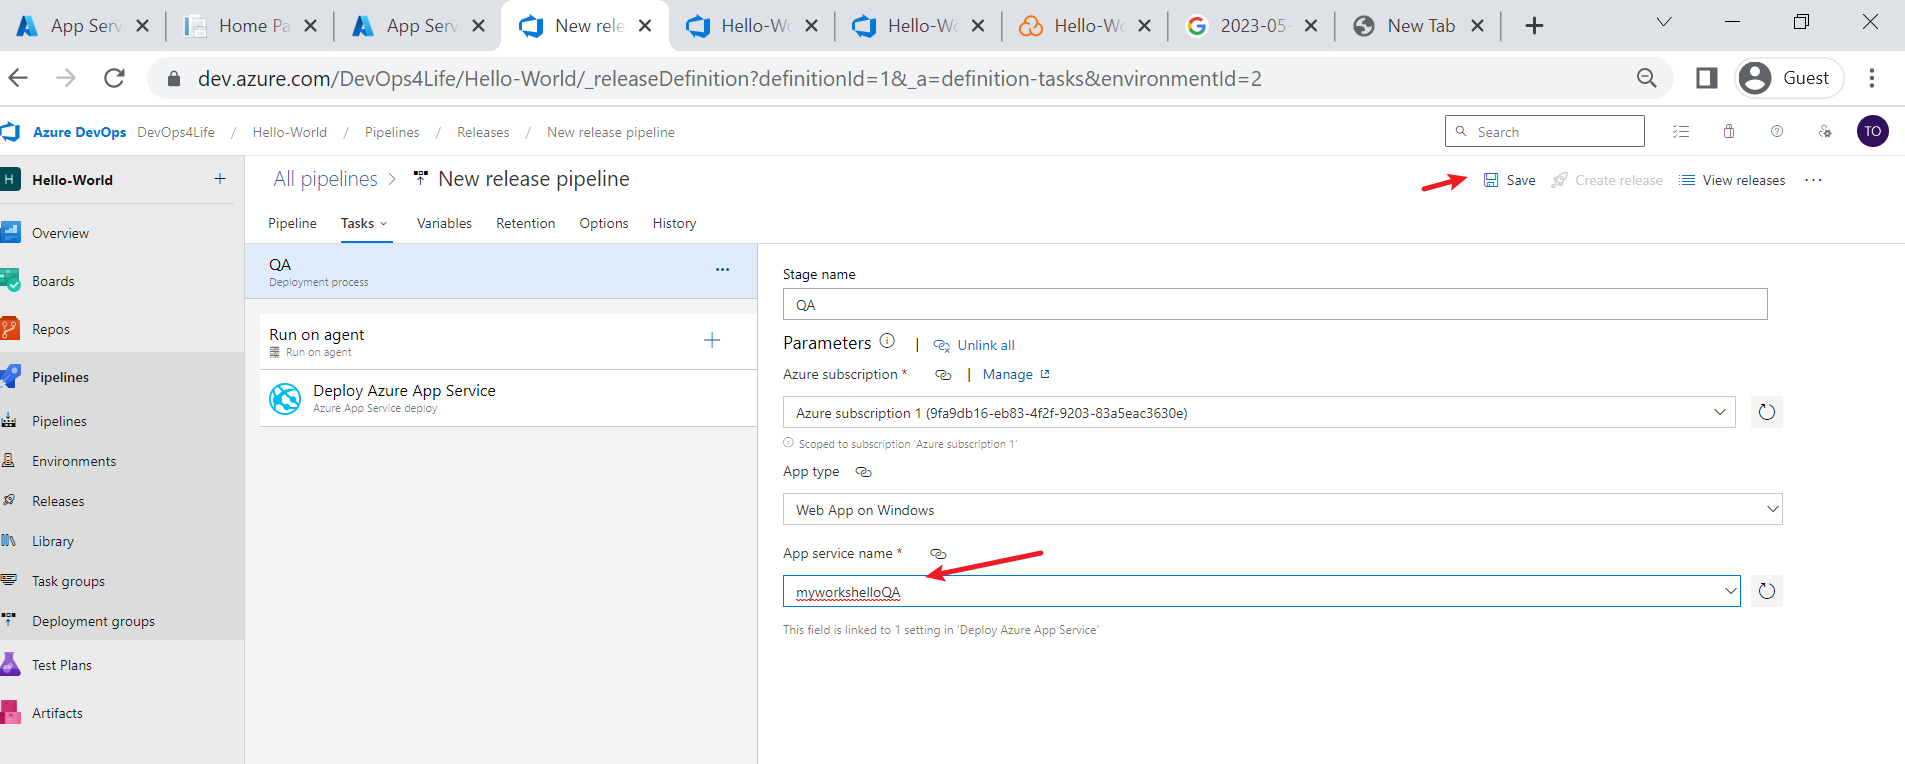 App Serv
Home Pa
App Serv
New rele
Hello-Wo
Hello-Wo
Hello-Wo
2023-05-
New Tab
dev.azure.com/DevOps4Life/Hello-World/_releaseDefinition?definitionId=1&_a=definition-tasks&environmentId=2
Guest
Azure DevOps DevOps4Life / Hello-World / Pipelines / Releases / New release pipeline
Search
TO
H Hello-World +
All pipelines > New release pipeline
Save Create release View releases ...
Pipeline Tasks Variables Retention Options History
Overview
Boards
Repos
Pipelines
Pipelines
Environments
Releases
Library
Task groups
Deployment groups
Test Plans
Artifacts
QA ...
Deployment process
Run on agent
Run on agent
Deploy Azure App Service
Azure App Service deploy
Stage name
QA
Parameters | Unlink all
Azure subscription * | Manage
Azure subscription 1 (9fa9db16-eb83-4f2f-9203-83a5eac3630e)
Scoped to subscription 'Azure subscription 1'
App type
Web App on Windows
App service name *
myworkshelloQA
This field is linked to 1 setting in 'Deploy Azure App Service'